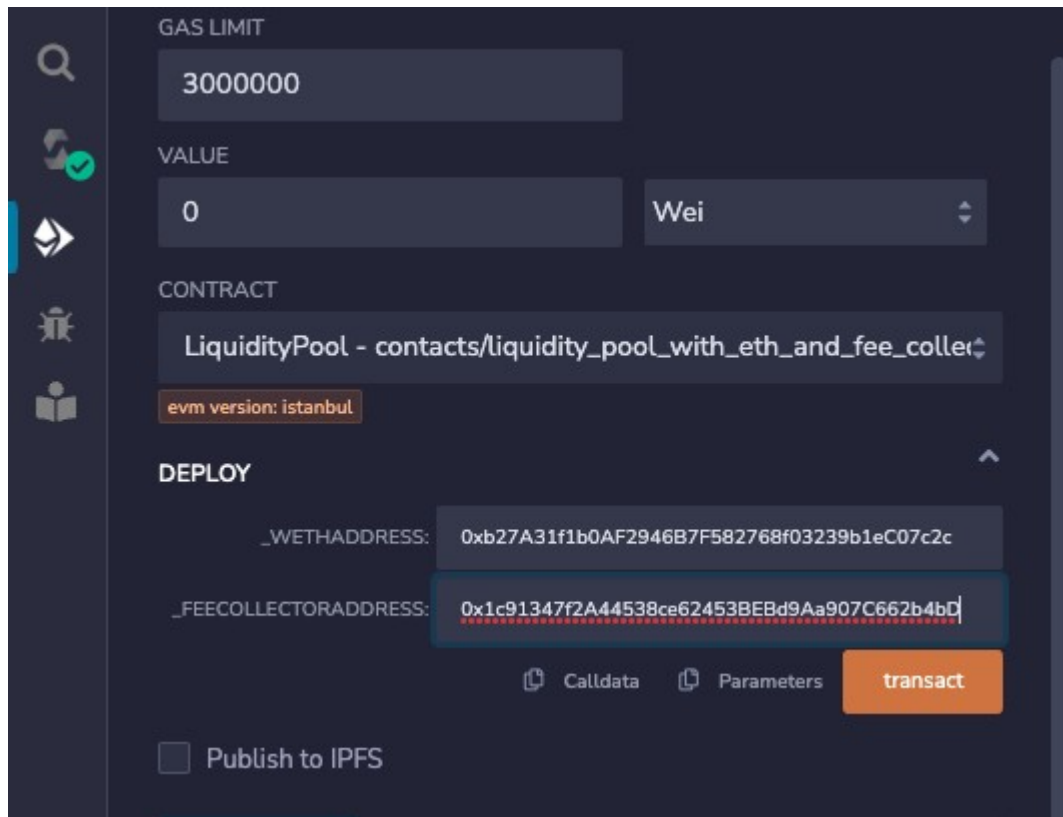 GAS LIMIT
3000000
VALUE
0 Wei
CONTRACT
LiquidityPool - contacts/liquidity_pool_with_eth_and_fee_collec
evm version: istanbul
DEPLOY
_WETHADDRESS: 0xb27A31f1b0AF2946B7F582768f03239b1eC07c2c
_FEECOLLECTORADDRESS: 0x1c91347f2A44538ce62453BEBd9Aa907C662b4bD
Calldata Parameters transact
Publish to IPFS